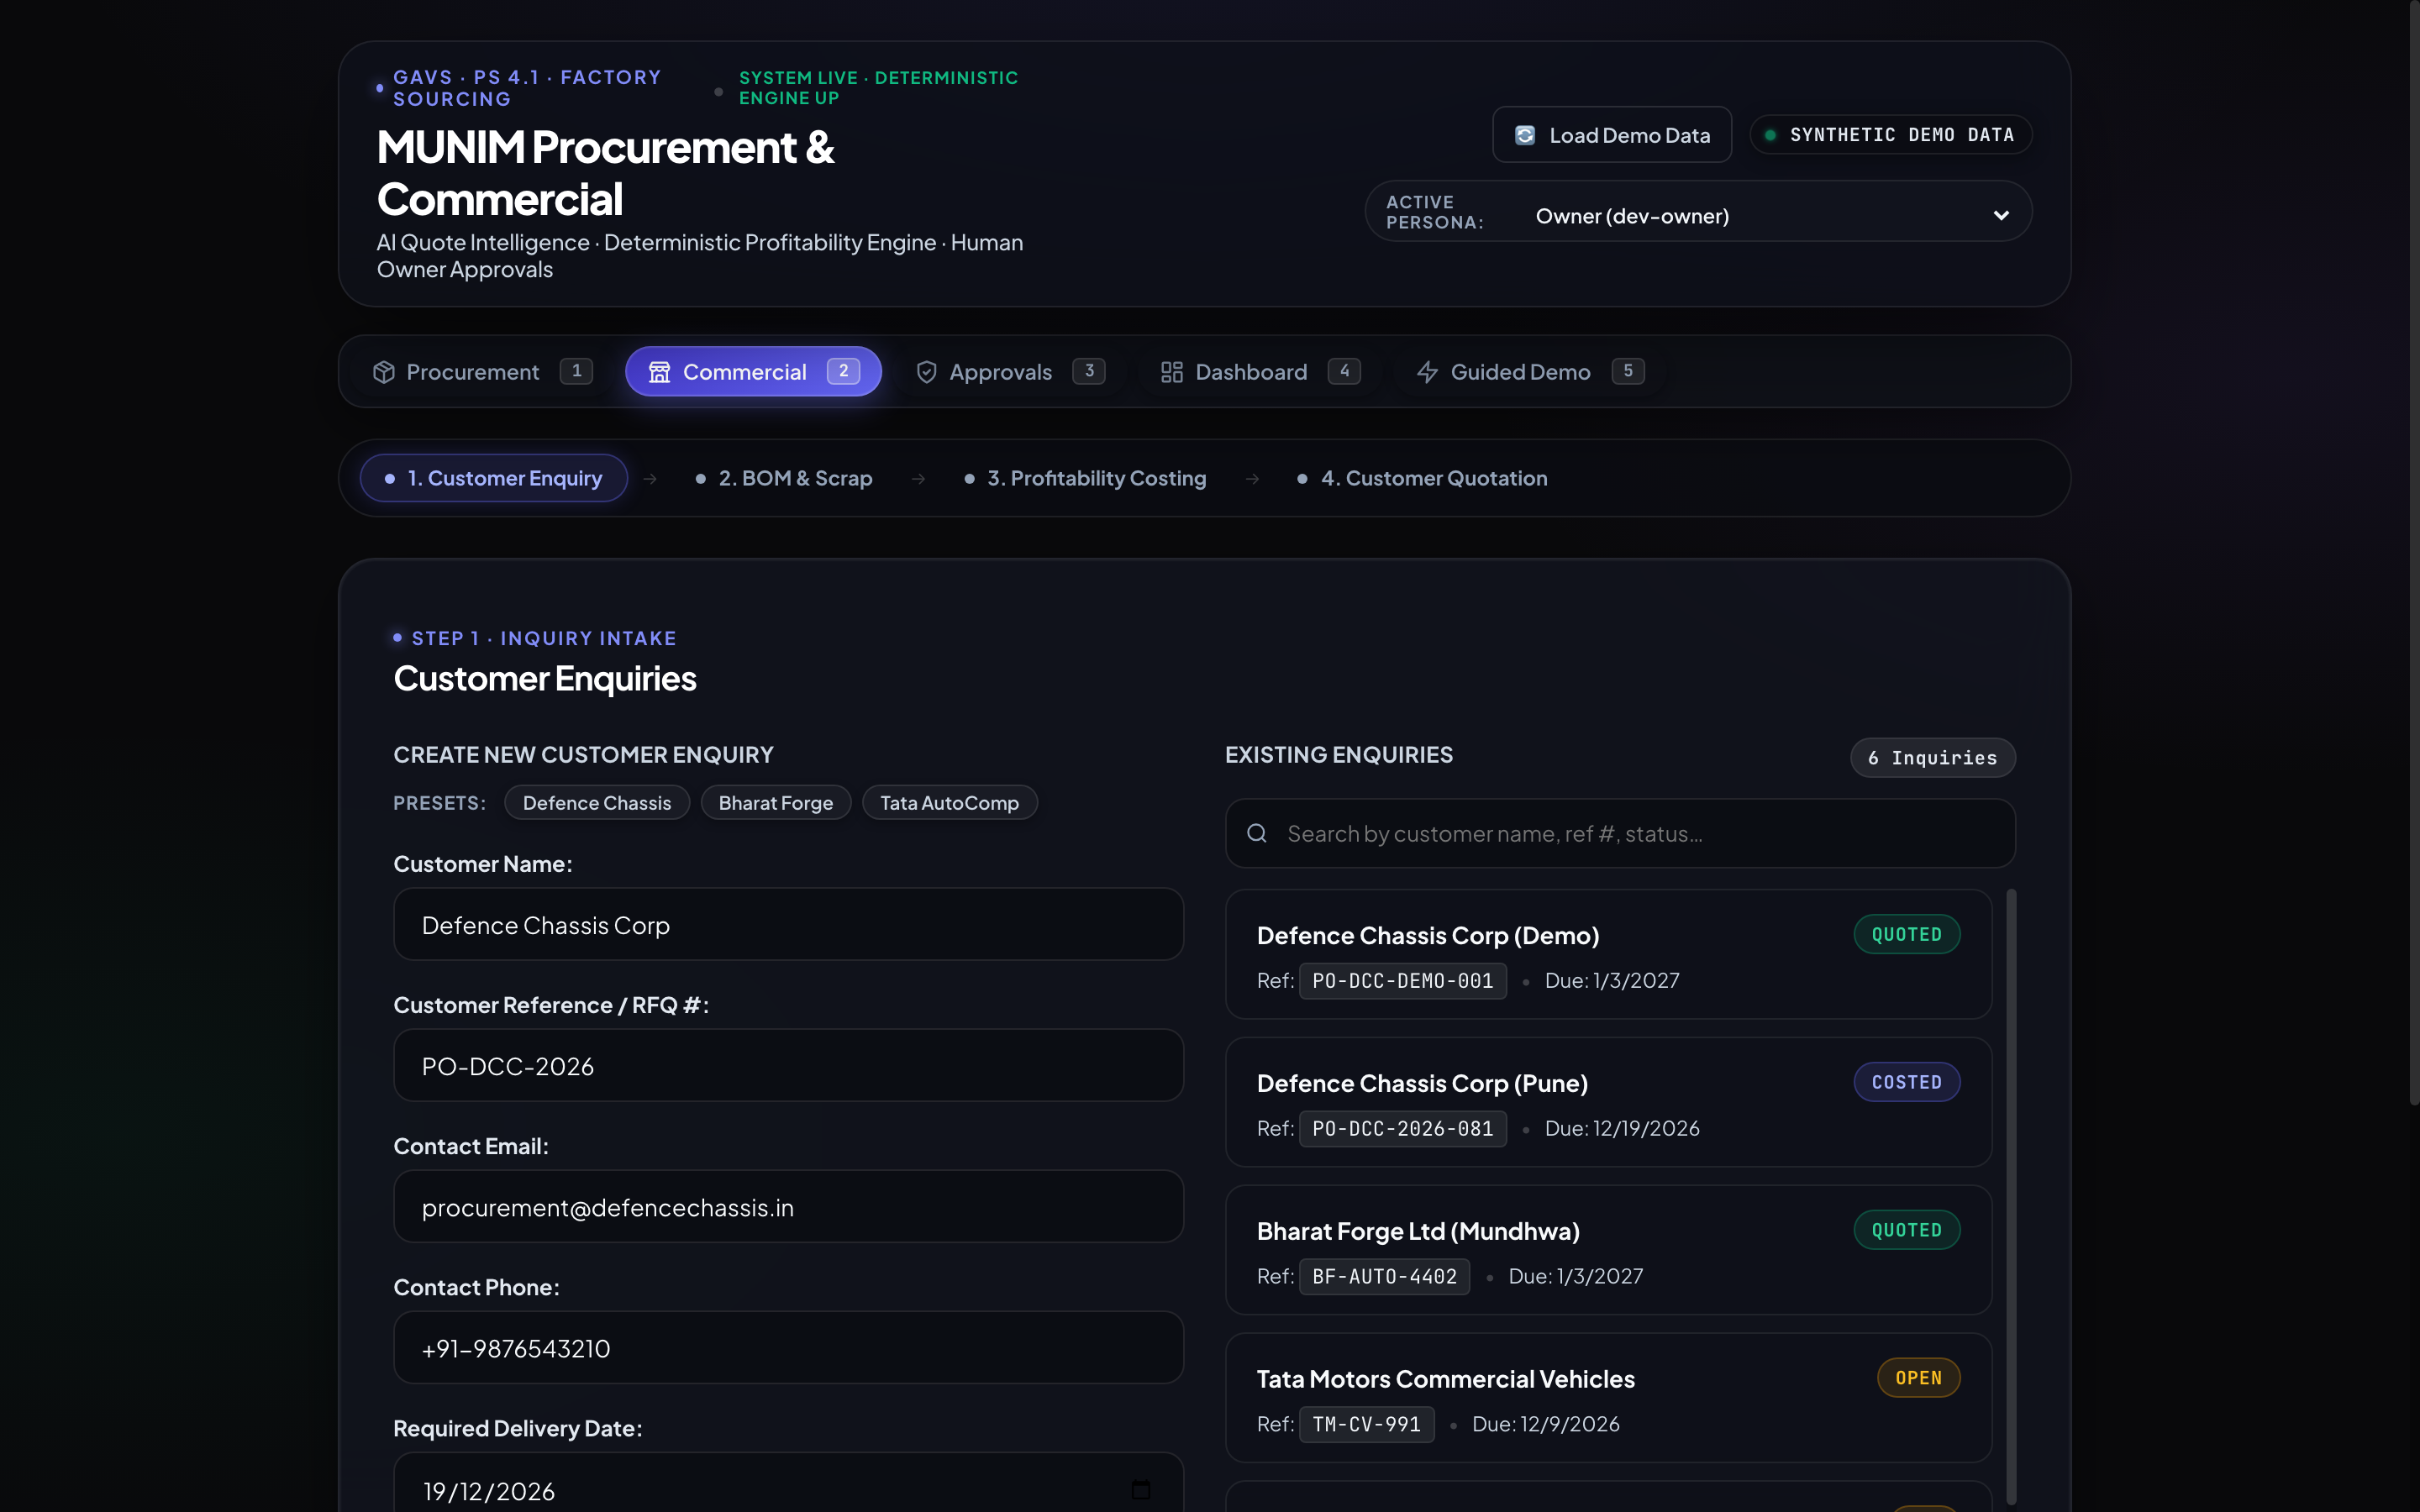 GAVS · PS 4.1 · FACTORY
SOURCING
SYSTEM LIVE · DETERMINISTIC
ENGINE UP
MUNIM Procurement &
Commercial
AI Quote Intelligence · Deterministic Profitability Engine · Human
Owner Approvals
Load Demo Data
SYNTHETIC DEMO DATA
ACTIVE
PERSONA:
Owner (dev-owner)
Procurement 1
Commercial 2
Approvals 3
Dashboard 4
Guided Demo 5
1. Customer Enquiry →
2. BOM & Scrap →
3. Profitability Costing →
4. Customer Quotation
STEP 1 · INQUIRY INTAKE
Customer Enquiries
CREATE NEW CUSTOMER ENQUIRY
PRESETS: Defence Chassis Bharat Forge Tata AutoComp
Customer Name:
Defence Chassis Corp
Customer Reference / RFQ #:
PO-DCC-2026
Contact Email:
procurement@defencechassis.in
Contact Phone:
+91-9876543210
Required Delivery Date:
19/12/2026
EXISTING ENQUIRIES
6 Inquiries
Search by customer name, ref #, status...
Defence Chassis Corp (Demo)
QUOTED
Ref: PO-DCC-DEMO-001 • Due: 1/3/2027
Defence Chassis Corp (Pune)
COSTED
Ref: PO-DCC-2026-081 • Due: 12/19/2026
Bharat Forge Ltd (Mundhwa)
QUOTED
Ref: BF-AUTO-4402 • Due: 1/3/2027
Tata Motors Commercial Vehicles
OPEN
Ref: TM-CV-991 • Due: 12/9/2026